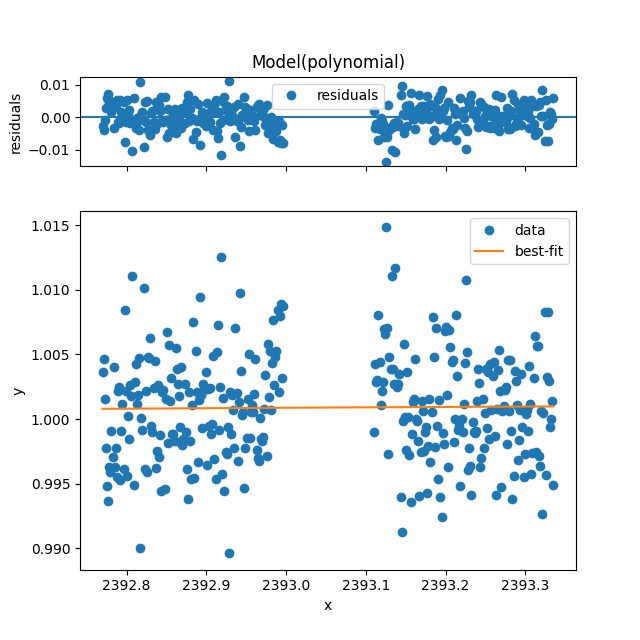 Model(polynomial)
0.01
0.00
−0.01
residuals
residuals
1.015
1.010
1.005
1.000
0.995
0.990
y
data
best-fit
2392.8 2392.9 2393.0 2393.1 2393.2 2393.3
x